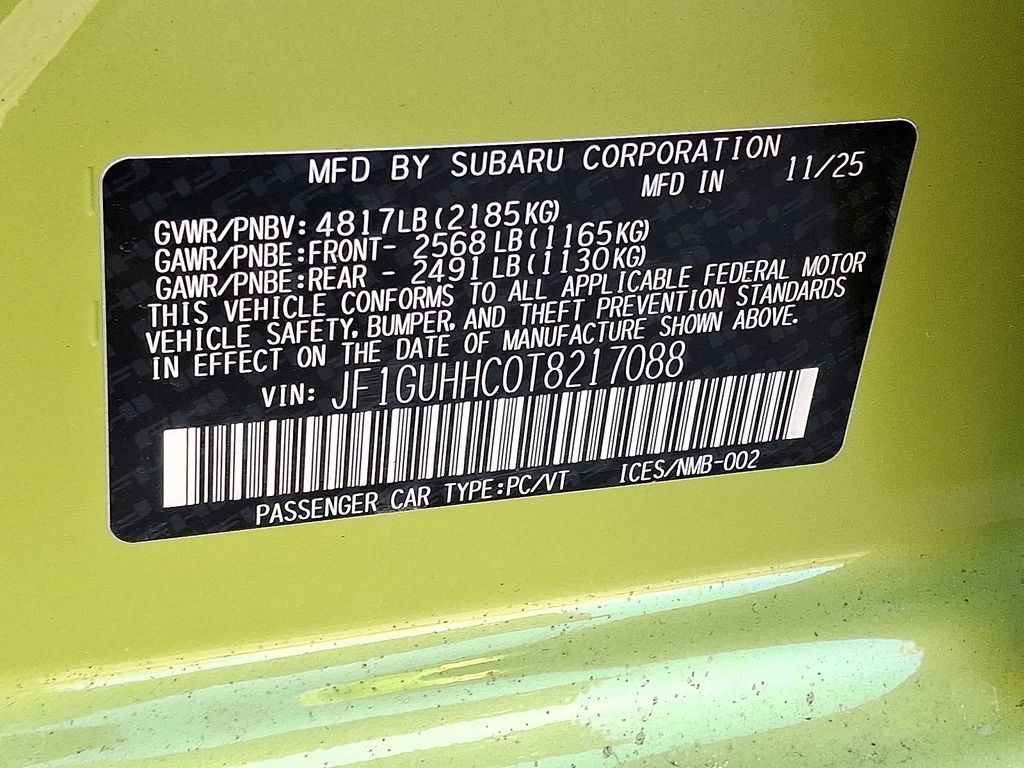 MFD BY SUBARU CORPORATION
MFD IN 11/25
GVWR/PNBV: 4817LB(2185KG)
GAWR/PNBE:FRONT- 2568LB(1165KG)
GAWR/PNBE:REAR - 2491LB(1130KG)
THIS VEHICLE CONFORMS TO ALL APPLICABLE FEDERAL MOTOR
VEHICLE SAFETY, BUMPER, AND THEFT PREVENTION STANDARDS
IN EFFECT ON THE DATE OF MANUFACTURE SHOWN ABOVE.
VIN: JF1GUHHC0T8217088
PASSENGER CAR TYPE:PC/VT ICES/NMB-002